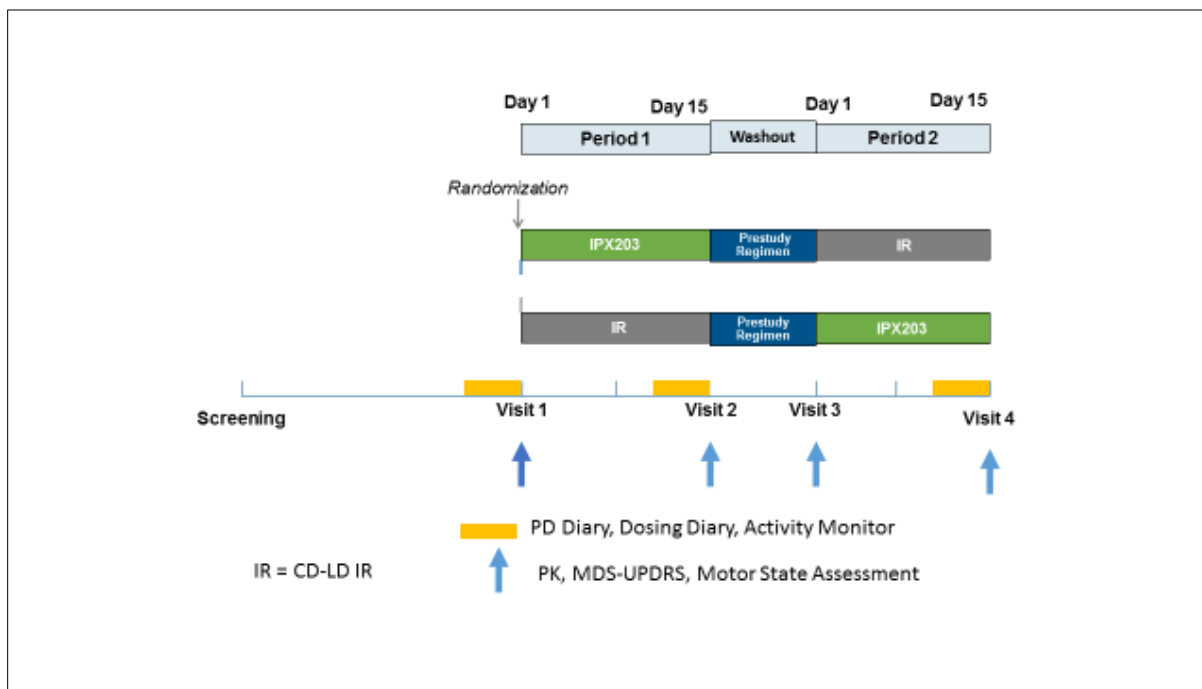 Day 1 Day 15 Day 1 Day 15
Period 1 Washout Period 2
Randomization
IPX203 Prestudy Regimen IR
IR Prestudy Regimen IPX203
Screening Visit 1 Visit 2 Visit 3 Visit 4
PD Diary, Dosing Diary, Activity Monitor
IR = CD-LD IR PK, MDS-UPDRS, Motor State Assessment